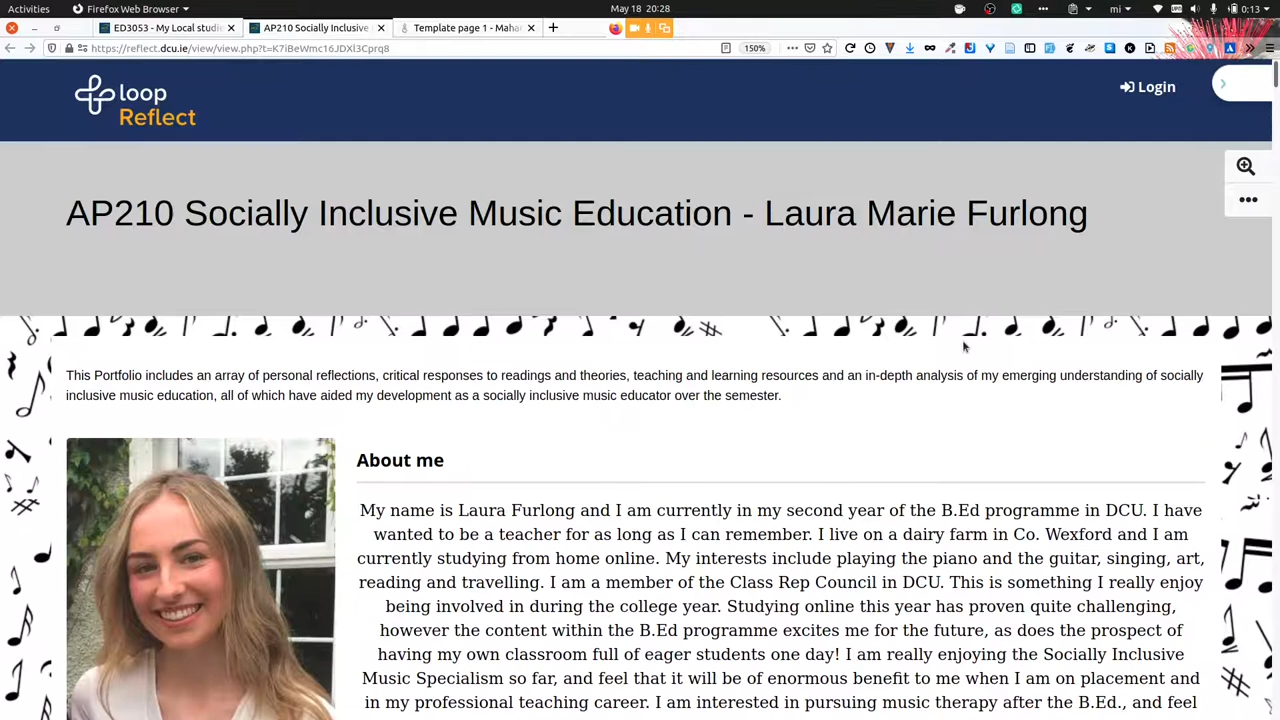 Activities
Firefox Web Browser
May 18 20:28
mi
0:13
ED3053 - My Local studie
AP210 Socially Inclusive
Template page 1 - Mahar
https://reflect.dcu.ie/view/view.php?t=K7iBeWmc16JDXl3Cprq8
150%
loop
Reflect
Login
AP210 Socially Inclusive Music Education - Laura Marie Furlong
This Portfolio includes an array of personal reflections, critical responses to readings and theories, teaching and learning resources and an in-depth analysis of my emerging understanding of socially
inclusive music education, all of which have aided my development as a socially inclusive music educator over the semester.
About me
My name is Laura Furlong and I am currently in my second year of the B.Ed programme in DCU. I have
wanted to be a teacher for as long as I can remember. I live on a dairy farm in Co. Wexford and I am
currently studying from home online. My interests include playing the piano and the guitar, singing, art,
reading and travelling. I am a member of the Class Rep Council in DCU. This is something I really enjoy
being involved in during the college year. Studying online this year has proven quite challenging,
however the content within the B.Ed programme excites me for the future, as does the prospect of
having my own classroom full of eager students one day! I am really enjoying the Socially Inclusive
Music Specialism so far, and feel that it will be of enormous benefit to me when I am on placement and
in my professional teaching career. I am interested in pursuing music therapy after the B.Ed., and feel